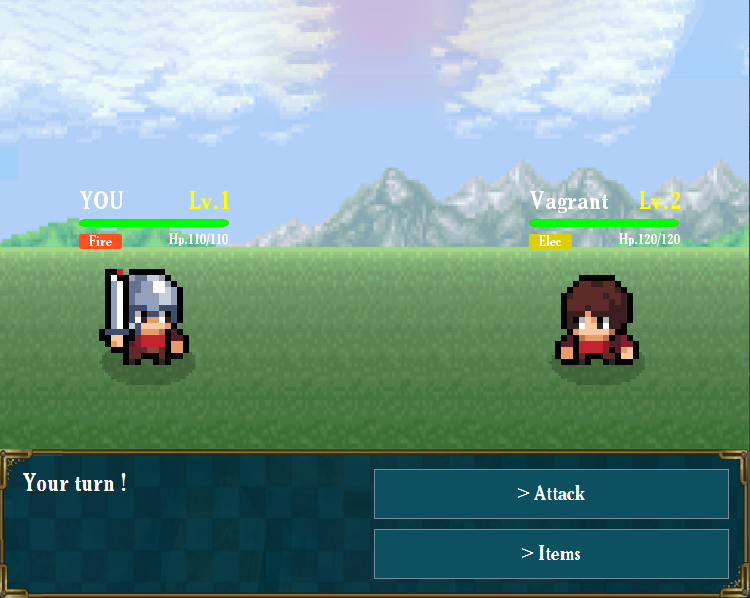 YOU Lv.1
Fire Hp.110/110
Vagrant Lv.2
Elec Hp.120/120
Your turn !
> Attack
> Items